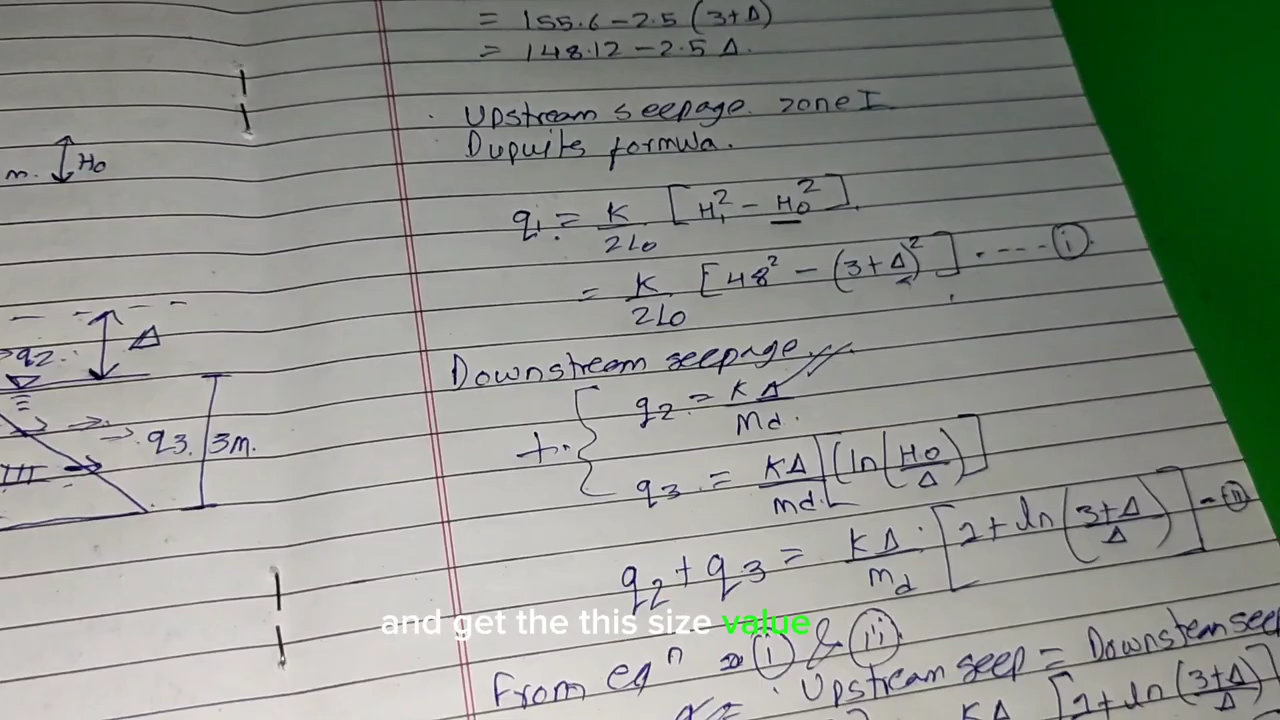 = 155.6 - 2.5 (3+Δ)
= 148.12 - 2.5 Δ.
Upstream seepage. zone I
Dupuits formula.
m. H₀
q₁ = K/2L₀ [H₁² - H₀²].
= K/2L₀ [48² - (3+Δ)²] ---- (i).
Δ
q₂.
Downstream seepage.
q₂ = KΔ/Md.
+.
q₃. 3m.
q₃ = KΔ/md. [(ln(H₀/Δ)]
III
q₂ + q₃ = KΔ/md · [2 + ln(3+Δ/Δ)] - (ii)
and get the this size value
From eqⁿ (i) & (ii).
Upstream seep = Downstem see
KΔ [2 + ln(3+Δ/Δ)]